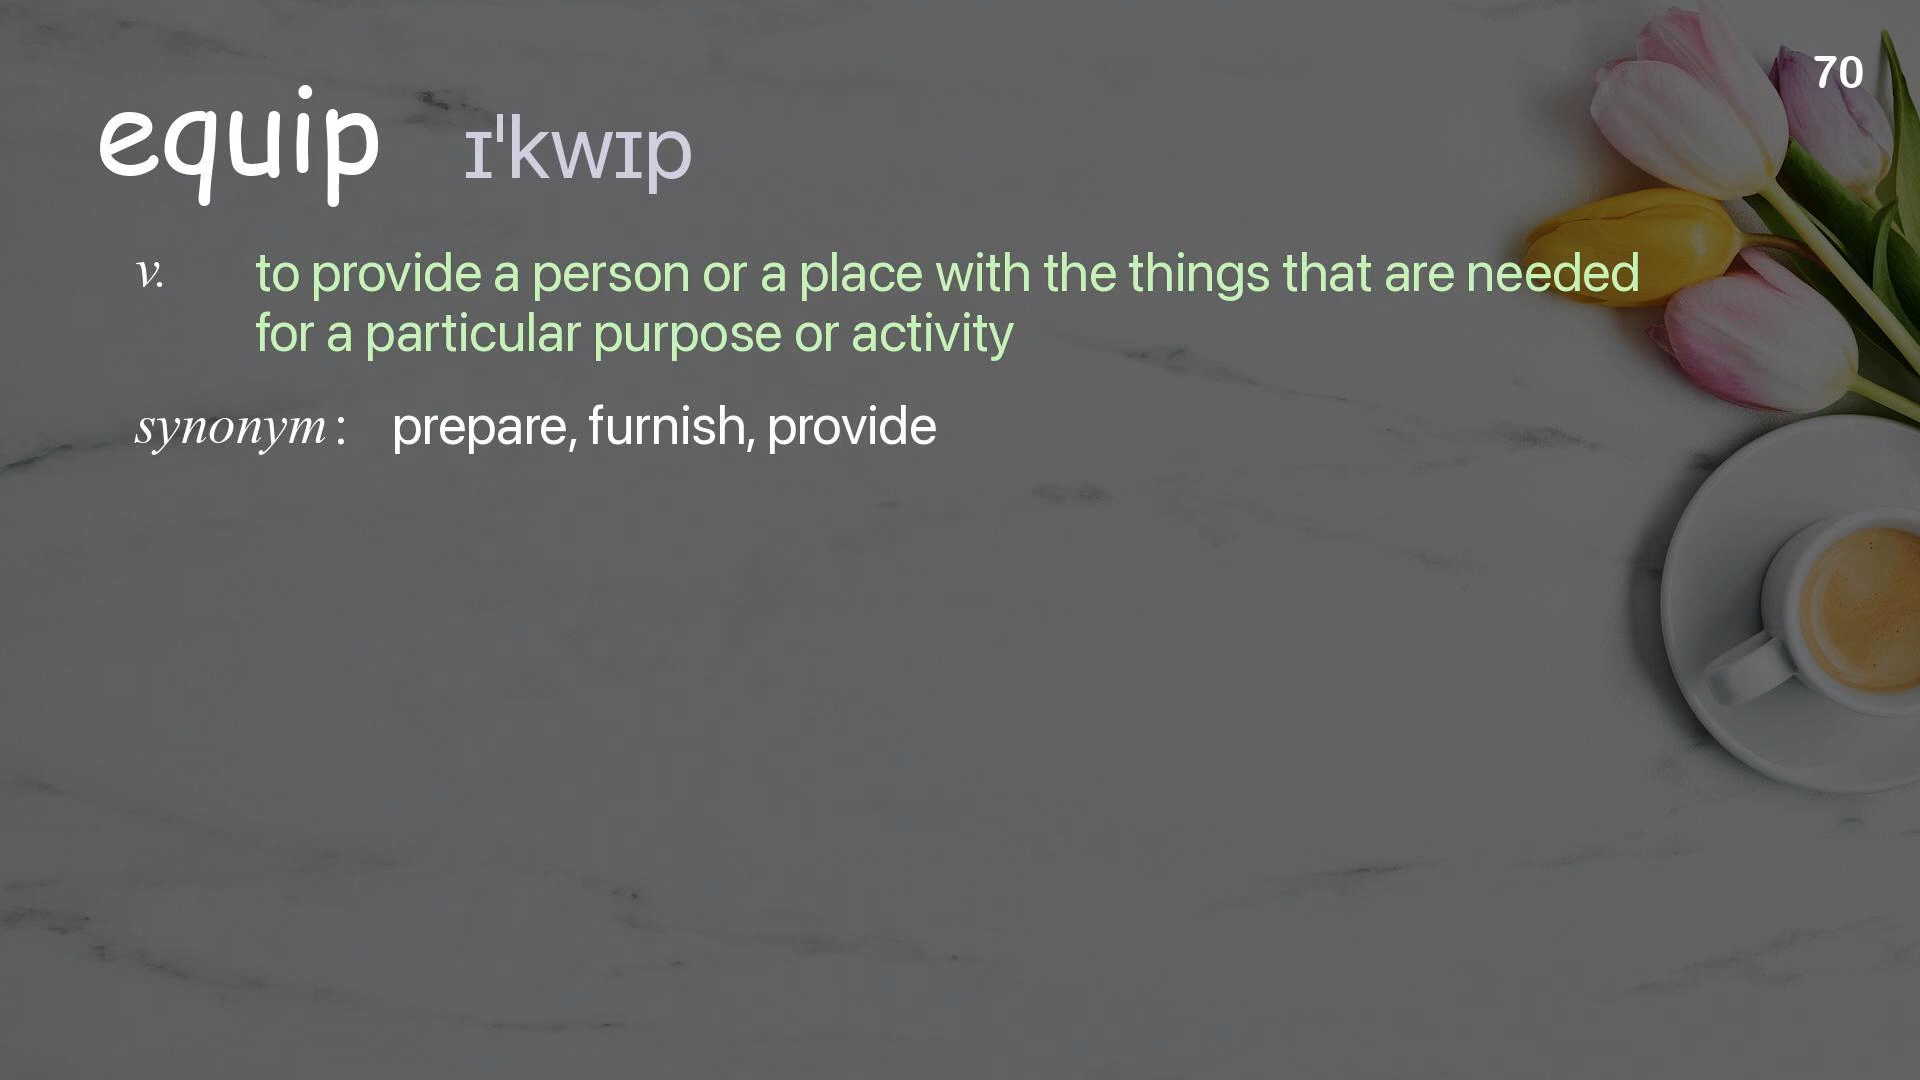 70
equip ɪˈkwɪp
v. to provide a person or a place with the things that are needed
for a particular purpose or activity
synonym : prepare, furnish, provide